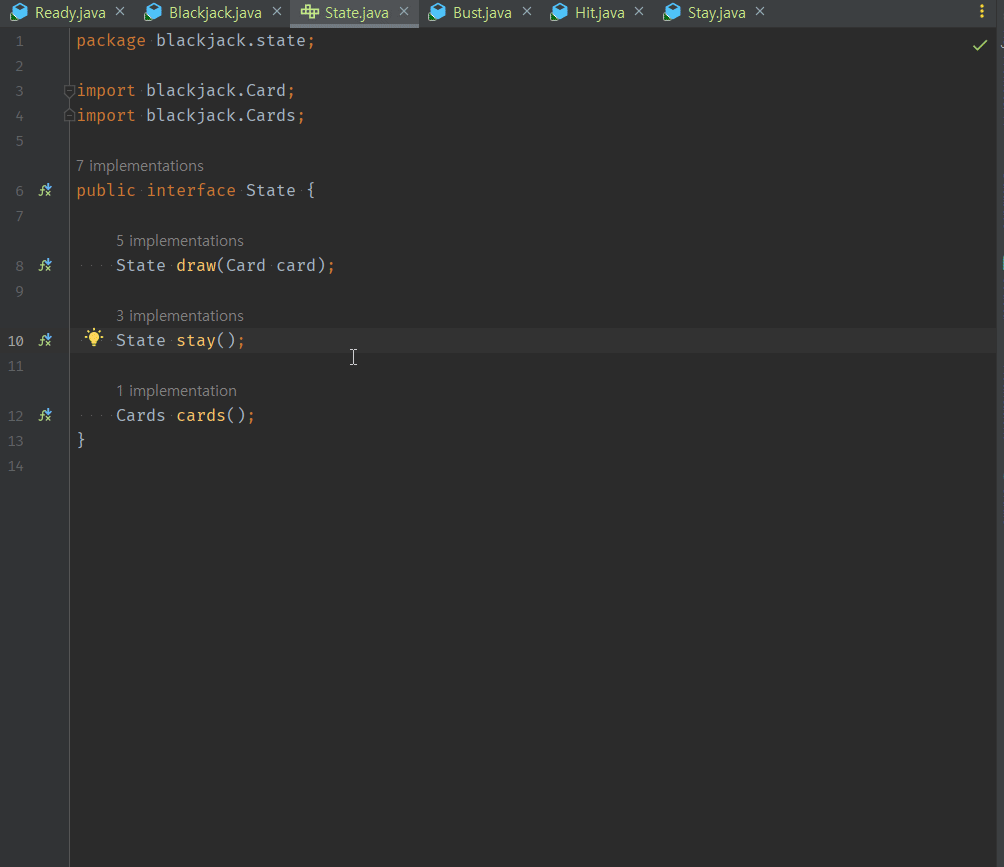 Ready.java Blackjack.java State.java Bust.java Hit.java Stay.java
1 package blackjack.state;
2
3 import blackjack.Card;
4 import blackjack.Cards;
5
7 implementations
6 public interface State {
7
5 implementations
8 State draw(Card card);
9
3 implementations
10 State stay();
11
1 implementation
12 Cards cards();
13 }
14